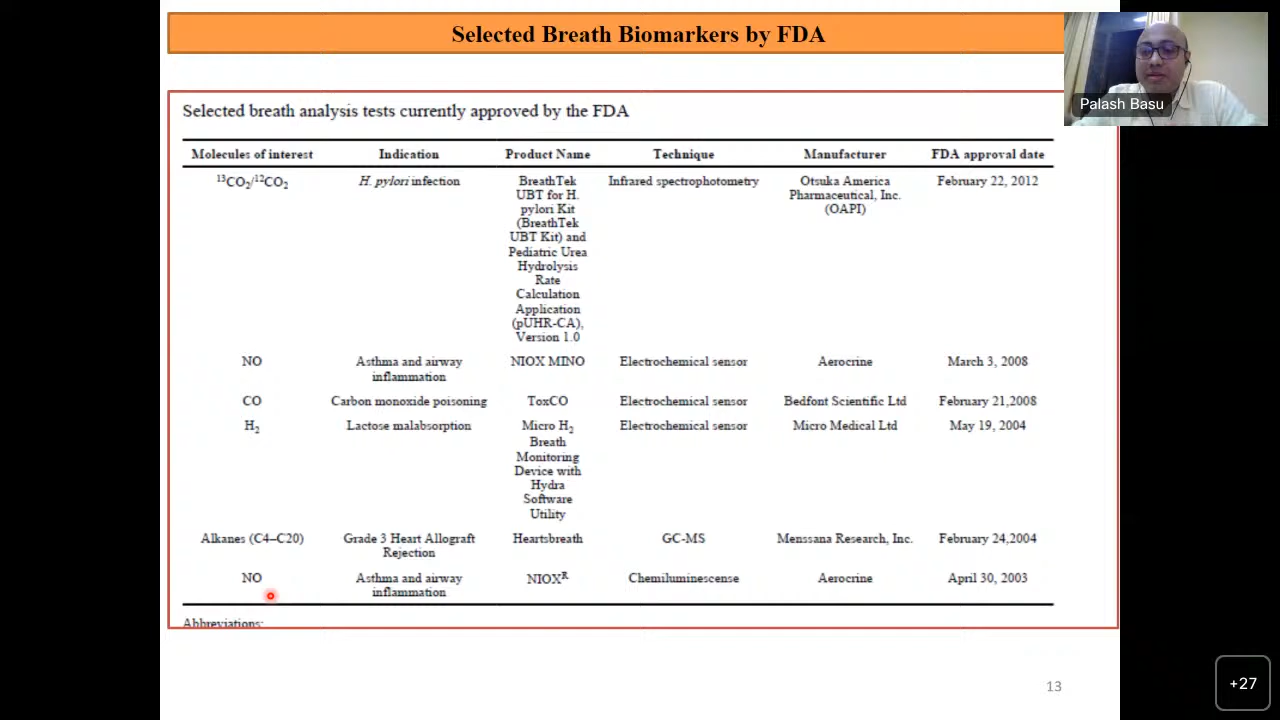 Selected Breath Biomarkers by FDA
Palash Basu
Selected breath analysis tests currently approved by the FDA
Molecules of interest Indication Product Name Technique Manufacturer FDA approval date
¹³CO₂/¹²CO₂ H. pylori infection BreathTek Infrared spectrophotometry Otsuka America February 22, 2012
UBT for H. Pharmaceutical, Inc.
pylori Kit (OAPI)
(BreathTek
UBT Kit) and
Pediatric Urea
Hydrolysis
Rate
Calculation
Application
(pUHR-CA),
Version 1.0
NO Asthma and airway NIOX MINO Electrochemical sensor Aerocrine March 3, 2008
inflammation
CO Carbon monoxide poisoning ToxCO Electrochemical sensor Bedfont Scientific Ltd February 21,2008
H₂ Lactose malabsorption Micro H₂ Electrochemical sensor Micro Medical Ltd May 19, 2004
Breath
Monitoring
Device with
Hydra
Software
Utility
Alkanes (C4–C20) Grade 3 Heart Allograft Heartsbreath GC-MS Menssana Research, Inc. February 24,2004
Rejection
NO Asthma and airway NIOXᴿ Chemiluminescense Aerocrine April 30, 2003
inflammation
Abbreviations:
13
+27